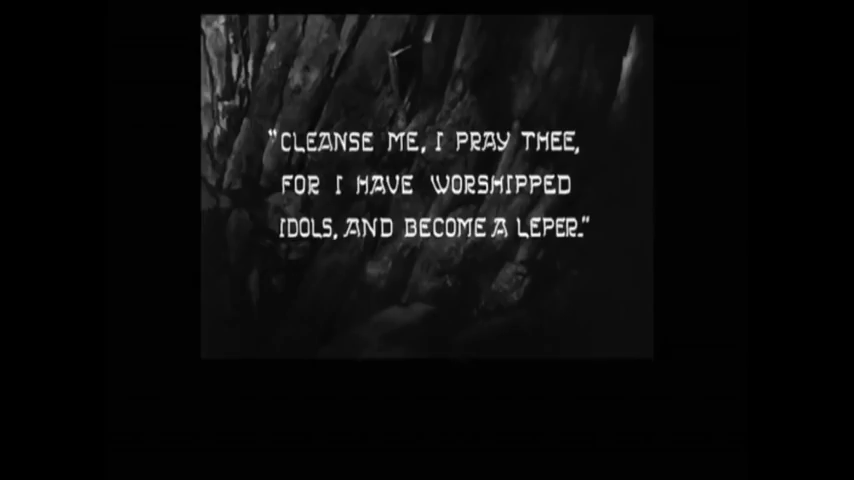 "CLEANSE ME, I PRAY THEE,
FOR I HAVE WORSHIPPED
IDOLS, AND BECOME A LEPER."